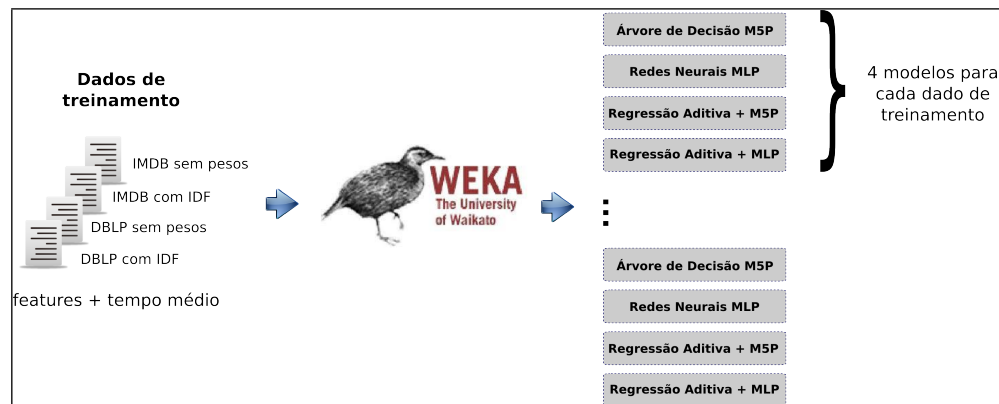 Dados de
treinamento
IMDB sem pesos
IMDB com IDF
DBLP sem pesos
DBLP com IDF
features + tempo médio
WEKA
The University
of Waikato
Árvore de Decisão M5P
Redes Neurais MLP
Regressão Aditiva + M5P
Regressão Aditiva + MLP
4 modelos para
cada dado de
treinamento
Árvore de Decisão M5P
Redes Neurais MLP
Regressão Aditiva + M5P
Regressão Aditiva + MLP